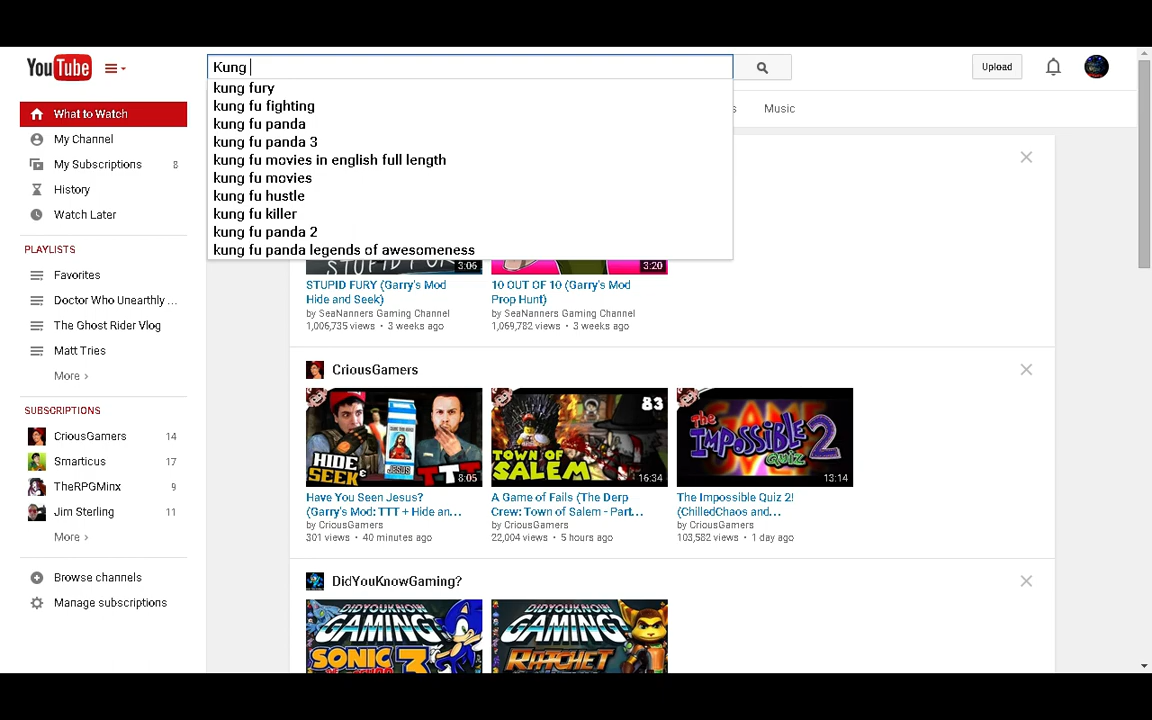 YouTube
Kung
Upload
kung fury
kung fu fighting
kung fu panda
kung fu panda 3
kung fu movies in english full length
kung fu movies
kung fu hustle
kung fu killer
kung fu panda 2
kung fu panda legends of awesomeness
Music
What to Watch
My Channel
My Subscriptions 8
History
Watch Later
PLAYLISTS
Favorites
Doctor Who Unearthly ...
The Ghost Rider Vlog
Matt Tries
More ›
SUBSCRIPTIONS
CriousGamers 14
Smarticus 17
TheRPGMinx 9
Jim Sterling 11
More ›
Browse channels
Manage subscriptions
3:06
STUPID FURY (Garry's Mod
Hide and Seek)
by SeaNanners Gaming Channel
1,006,735 views • 3 weeks ago
3:20
10 OUT OF 10 (Garry's Mod
Prop Hunt)
by SeaNanners Gaming Channel
1,069,782 views • 3 weeks ago
CriousGamers
HIDE
SEEK
JESUS
TTT
8:05
Have You Seen Jesus?
(Garry's Mod: TTT + Hide an...
by CriousGamers
301 views • 40 minutes ago
83
TOWN OF
SALEM
16:34
A Game of Fails (The Derp
Crew: Town of Salem - Part...
by CriousGamers
22,004 views • 5 hours ago
The
IMPOSSIBLE
QUIZ 2
13:14
The Impossible Quiz 2!
(ChilledChaos and...
by CriousGamers
103,582 views • 1 day ago
DidYouKnowGaming?
DIDYOUKNOW
GAMING?
SONIC 3
DIDYOUKNOW
GAMING?
RATCHET